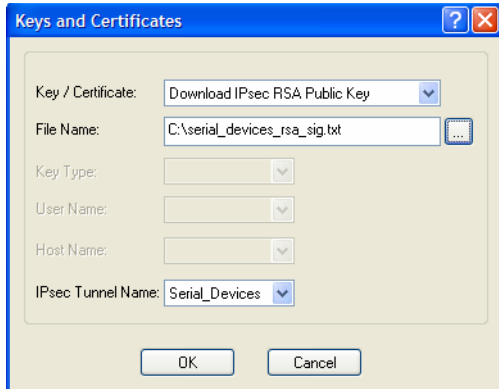 Keys and Certificates
Key / Certificate: Download IPsec RSA Public Key
File Name: C:\serial_devices_rsa_sig.txt ...
Key Type:
User Name:
Host Name:
IPsec Tunnel Name: Serial_Devices
OK Cancel